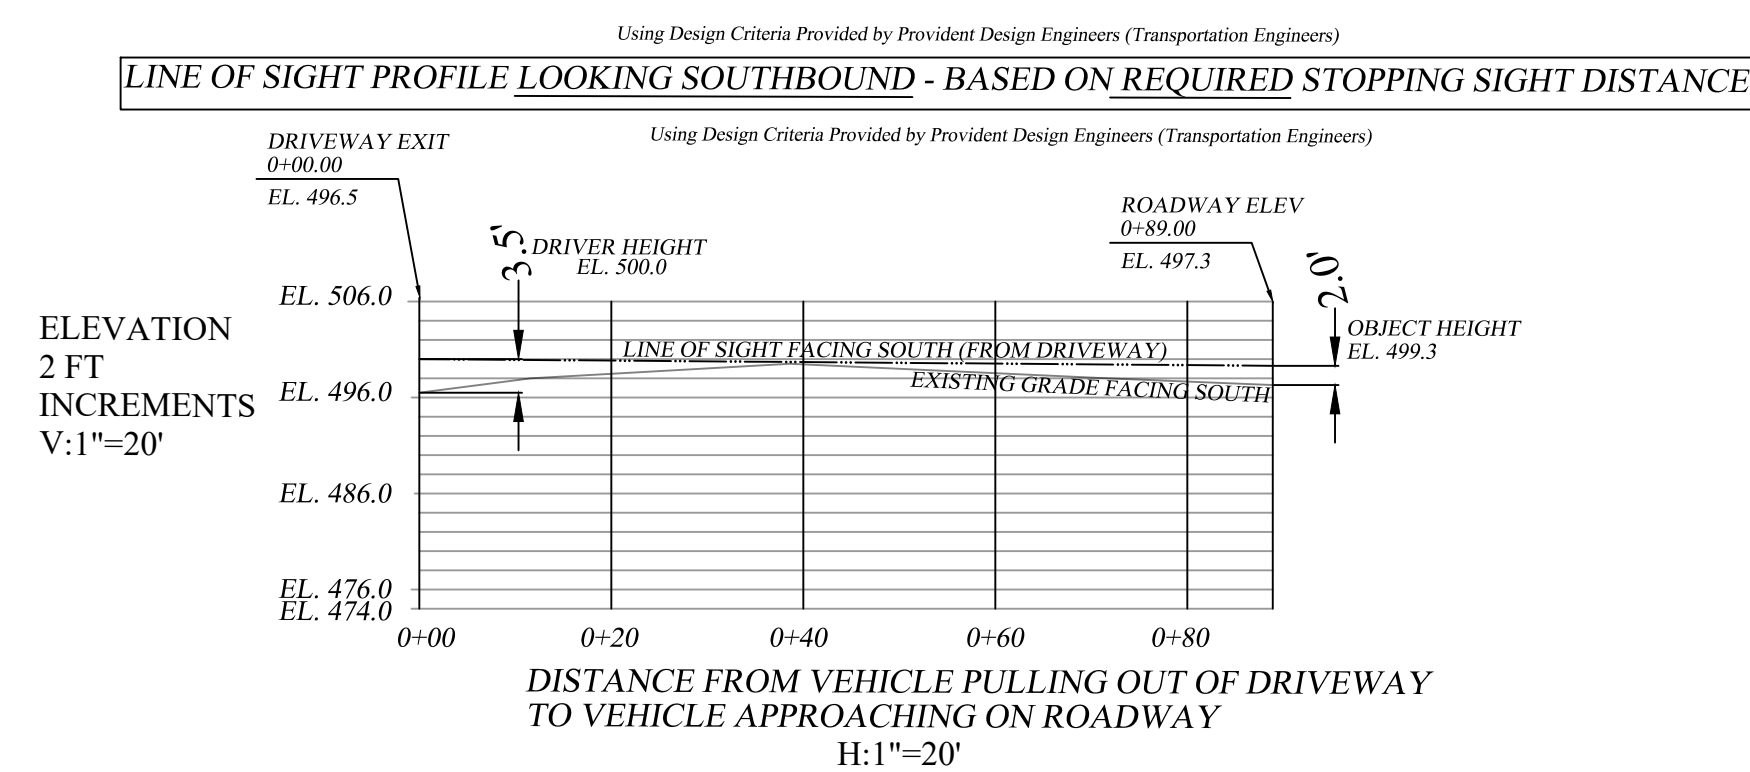 Using Design Criteria Provided by Provident Design Engineers (Transportation Engineers)
LINE OF SIGHT PROFILE LOOKING SOUTHBOUND - BASED ON REQUIRED STOPPING SIGHT DISTANCE
Using Design Criteria Provided by Provident Design Engineers (Transportation Engineers)
DRIVEWAY EXIT
0+00.00
EL. 496.5
ROADWAY ELEV
0+89.00
EL. 497.3
3.5'
DRIVER HEIGHT
EL. 500.0
2.0'
OBJECT HEIGHT
EL. 499.3
ELEVATION
2 FT
INCREMENTS
V:1"=20'
EL. 506.0
EL. 496.0
EL. 486.0
EL. 476.0
EL. 474.0
LINE OF SIGHT FACING SOUTH (FROM DRIVEWAY)
EXISTING GRADE FACING SOUTH
0+00 0+20 0+40 0+60 0+80
DISTANCE FROM VEHICLE PULLING OUT OF DRIVEWAY
TO VEHICLE APPROACHING ON ROADWAY
H:1"=20'